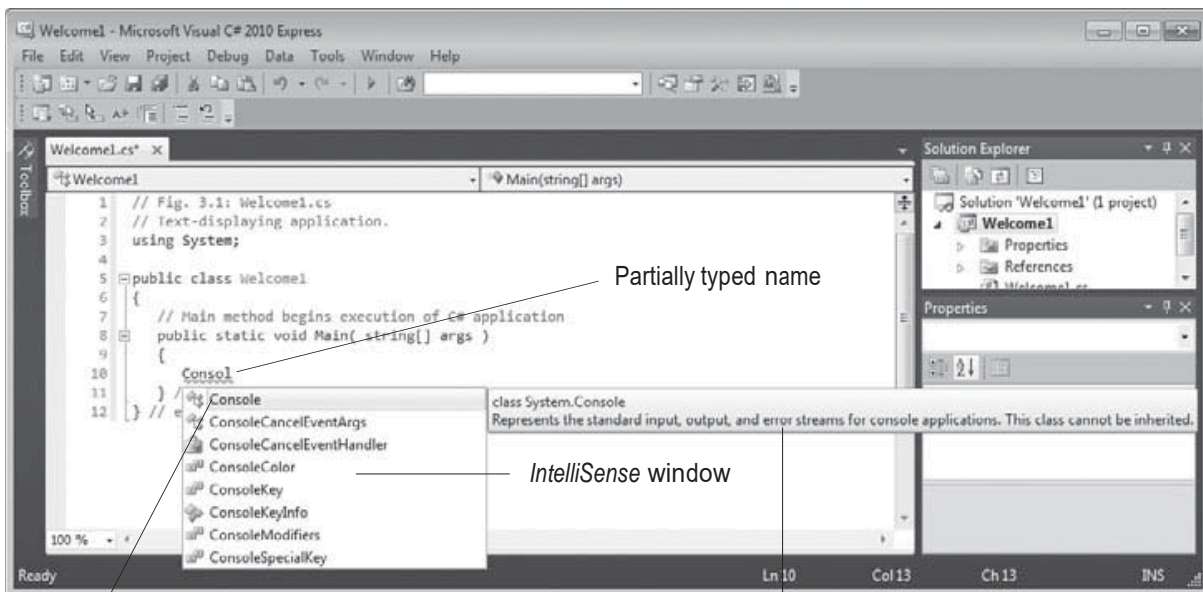 Welcome1 - Microsoft Visual C# 2010 Express
File Edit View Project Debug Data Tools Window Help
Toolbox
Welcome1.cs* ×
Welcome1
Main(string[] args)
1 // Fig. 3.1: Welcome1.cs
2 // Text-displaying application.
3 using System;
4
5 public class Welcome1
6 {
7 // Main method begins execution of C# application
8 public static void Main( string[] args )
9 {
10 Consol
11 } /
12 } // e
Partially typed name
Console
ConsoleCancelEventArgs
ConsoleCancelEventHandler
ConsoleColor
ConsoleKey
ConsoleKeyInfo
ConsoleModifiers
ConsoleSpecialKey
IntelliSense window
class System.Console
Represents the standard input, output, and error streams for console applications. This class cannot be inherited.
Solution Explorer
Solution 'Welcome1' (1 project)
Welcome1
Properties
References
Welcome1.cs
Properties
100 %
Ready
Ln 10 Col 13 Ch 13 INS